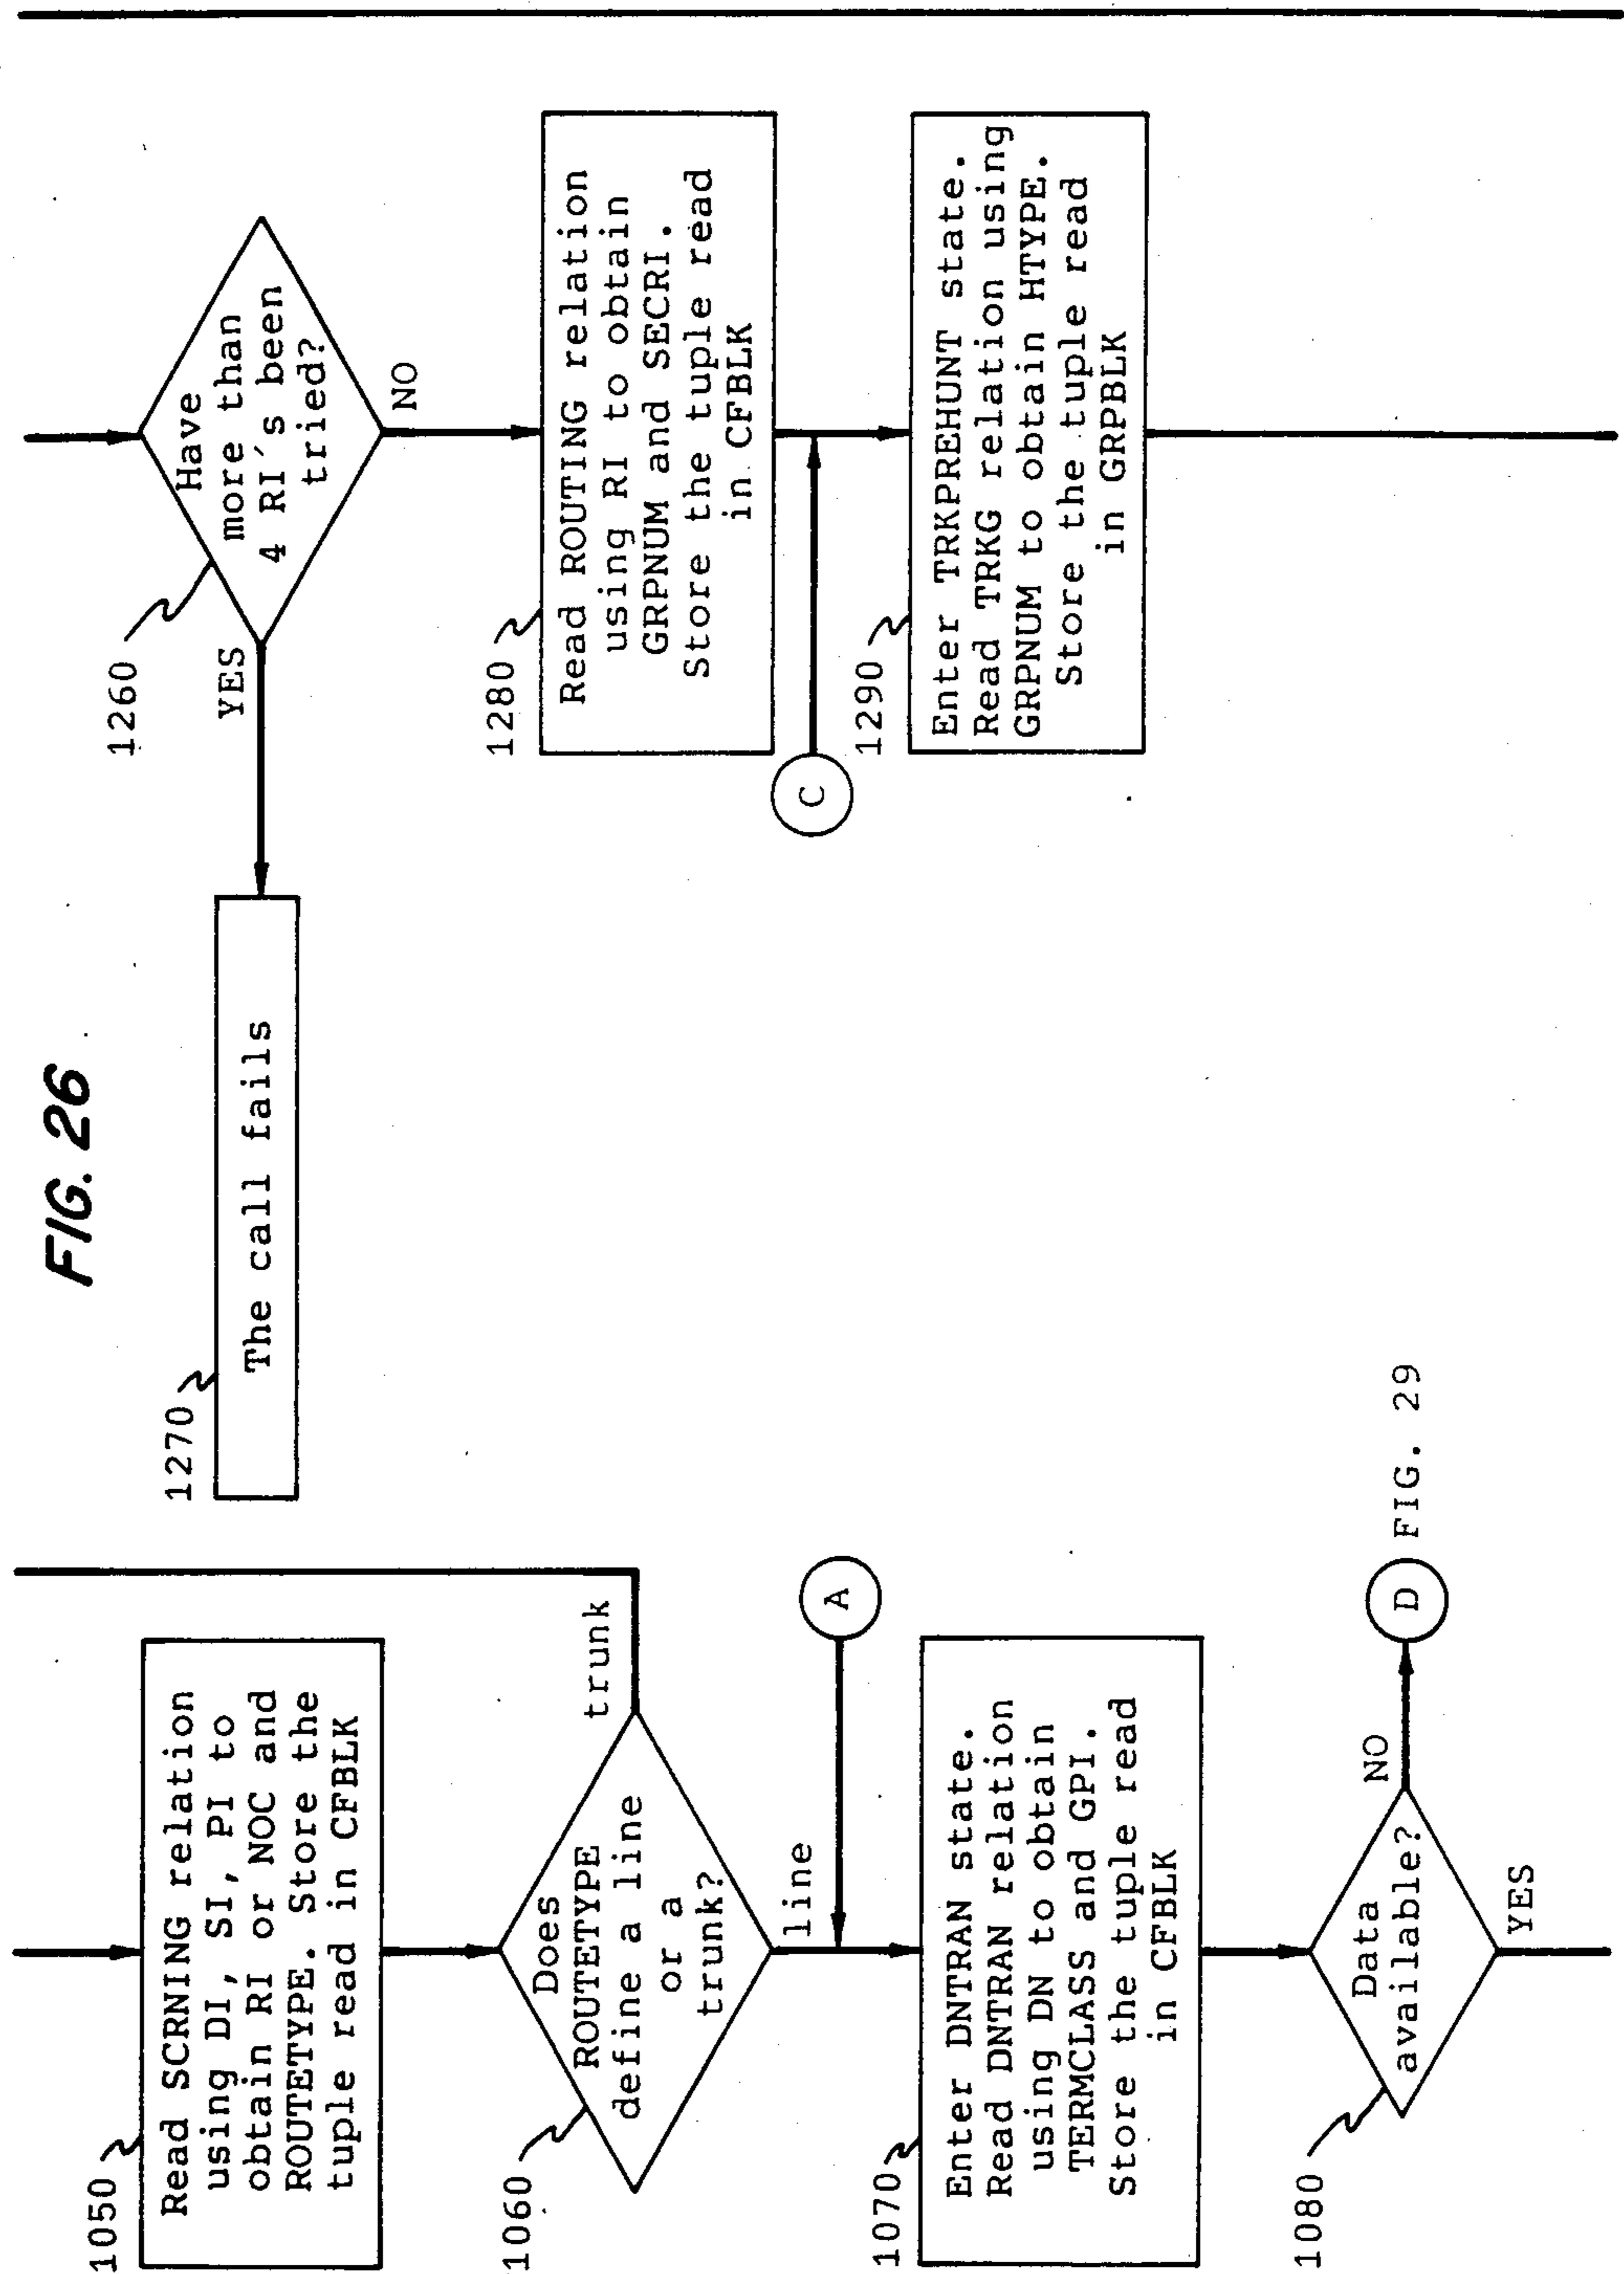 FIG. 26
1050
Read SCRNING relation
using DI, SI, PI to
obtain RI or NOC and
ROUTETYPE. Store the
tuple read in CFBLK
1060
Does
ROUTETYPE
define a line
or a
trunk?
trunk
line
A
1070
Enter DNTRAN state.
Read DNTRAN relation
using DN to obtain
TERMCLASS and GPI.
Store the tuple read
in CFBLK
1080
Data
available?
NO
D
FIG. 29
YES
1260
Have
more than
4 RI's been
tried?
YES
NO
1270
The call fails
1280
Read ROUTING relation
using RI to obtain
GRPNUM and SECRI.
Store the tuple read
in CFBLK
C
1290
Enter TRKPREHUNT state.
Read TRKG relation using
GRPNUM to obtain HTYPE.
Store the tuple read
in GRPBLK